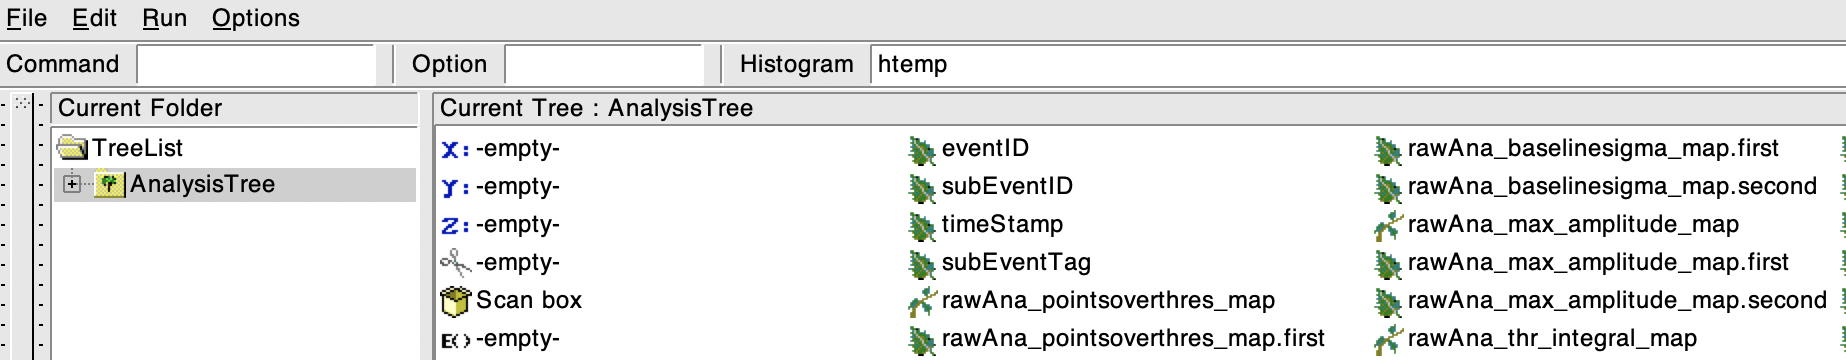 File Edit Run Options
Command Option Histogram htemp
Current Folder
TreeList
AnalysisTree
Current Tree : AnalysisTree
X: -empty-
Y: -empty-
Z: -empty-
-empty-
Scan box
E() -empty-
eventID
subEventID
timeStamp
subEventTag
rawAna_pointsoverthres_map
rawAna_pointsoverthres_map.first
rawAna_baselinesigma_map.first
rawAna_baselinesigma_map.second
rawAna_max_amplitude_map
rawAna_max_amplitude_map.first
rawAna_max_amplitude_map.second
rawAna_thr_integral_map